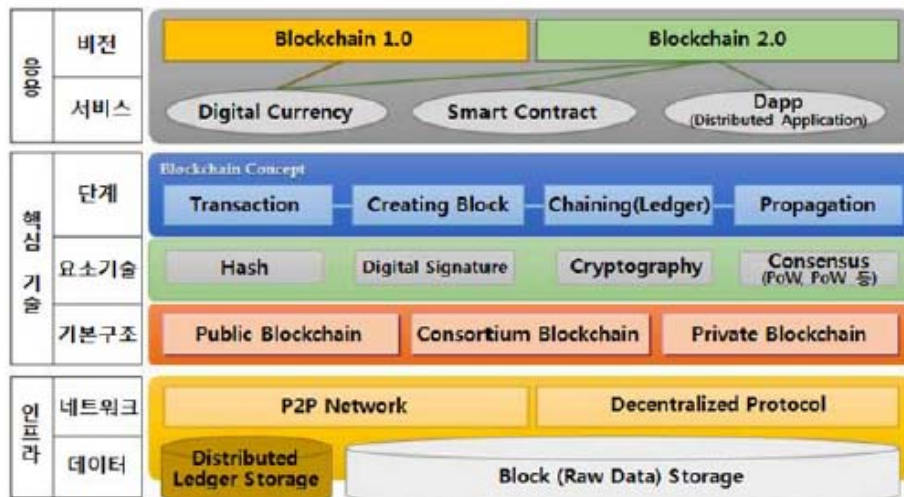 응용
비전
Blockchain 1.0
Blockchain 2.0
서비스
Digital Currency
Smart Contract
Dapp
(Distributed Application)
핵심 기술
Blockchain Concept
단계
Transaction
Creating Block
Chaining(Ledger)
Propagation
요소기술
Hash
Digital Signature
Cryptography
Consensus
(PoW, PoW 등)
기본구조
Public Blockchain
Consortium Blockchain
Private Blockchain
인프라
네트워크
P2P Network
Decentralized Protocol
데이터
Distributed
Ledger Storage
Block (Raw Data) Storage